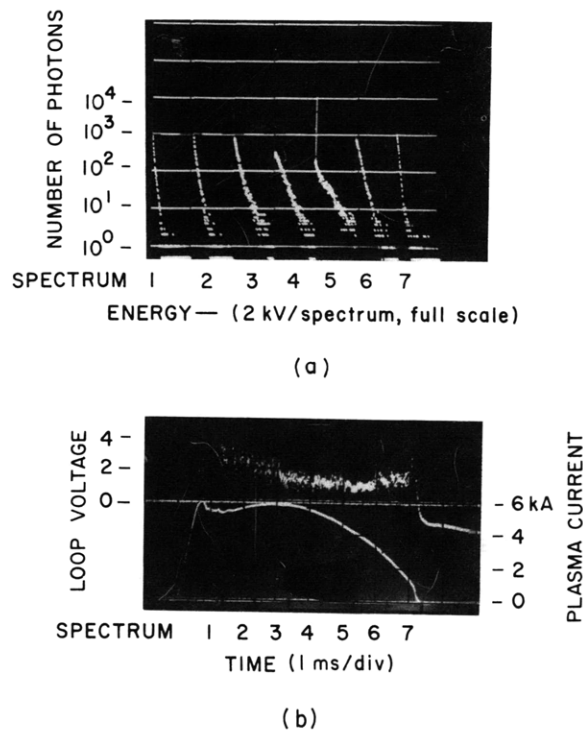 NUMBER OF PHOTONS
10⁴
10³
10²
10¹
10⁰
SPECTRUM 1 2 3 4 5 6 7
ENERGY — (2 kV/spectrum, full scale)
(a)
LOOP VOLTAGE
4
2
0
6 kA
4
2
0
PLASMA CURRENT
SPECTRUM 1 2 3 4 5 6 7
TIME (1 ms/div)
(b)